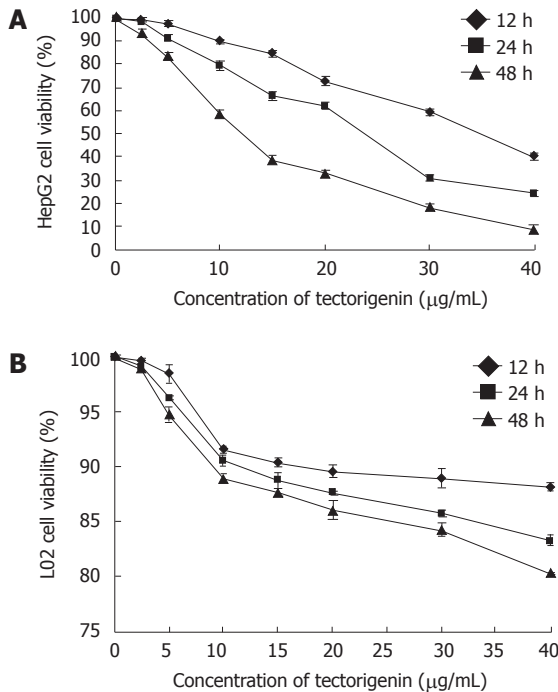 A
100
90
80
70
60
50
40
30
20
10
0
HepG2 cell viability (%)
12 h
24 h
48 h
0 10 20 30 40
Concentration of tectorigenin (μg/mL)
B
100
95
90
85
80
75
L02 cell viability (%)
12 h
24 h
48 h
0 5 10 15 20 25 30 35 40
Concentration of tectorigenin (μg/mL)